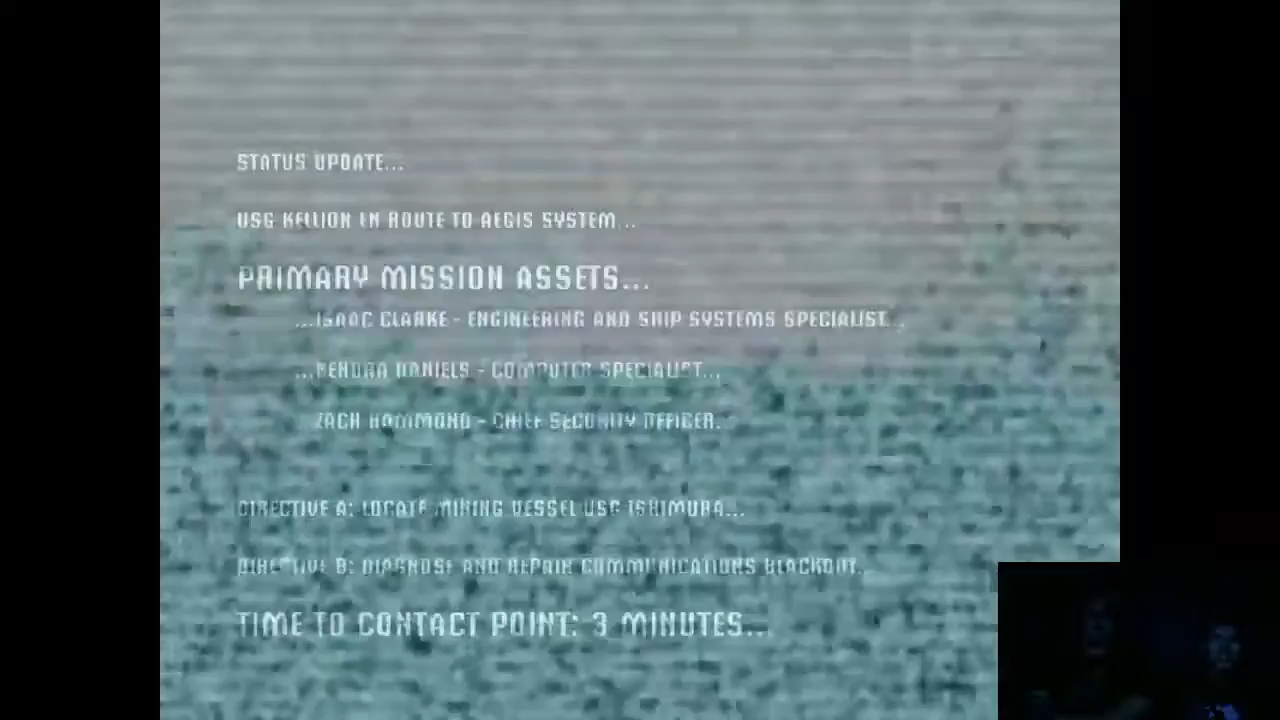 STATUS UPDATE...
USG KELLION EN ROUTE TO AEGIS SYSTEM...
PRIMARY MISSION ASSETS...
...ISAAC CLARKE - ENGINEERING AND SHIP SYSTEMS SPECIALIST...
...KENDRA DANIELS - COMPUTER SPECIALIST...
ZACH HAMMOND - CHIEF SECURITY OFFICER...
DIRECTIVE A: LOCATE MINING VESSEL USG ISHIMURA...
DIRECTIVE B: DIAGNOSE AND REPAIR COMMUNICATIONS BLACKOUT...
TIME TO CONTACT POINT: 3 MINUTES...